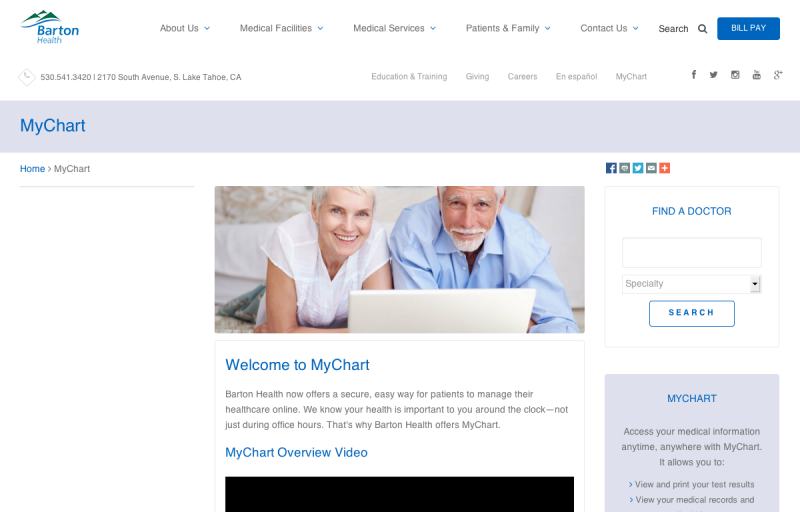 Barton
Health
About Us
Medical Facilities
Medical Services
Patients & Family
Contact Us
Search
BILL PAY
530.541.3420 | 2170 South Avenue, S. Lake Tahoe, CA
Education & Training
Giving
Careers
En español
MyChart
MyChart
Home > MyChart
FIND A DOCTOR
Specialty
SEARCH
Welcome to MyChart
Barton Health now offers a secure, easy way for patients to manage their
healthcare online. We know your health is important to you around the clock—not
just during office hours. That's why Barton Health offers MyChart.
MyChart Overview Video
MYCHART
Access your medical information
anytime, anywhere with MyChart.
It allows you to:
> View and print your test results
> View your medical records and